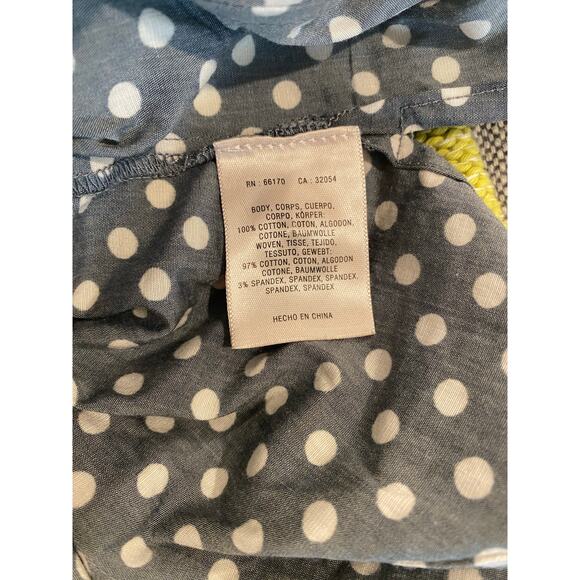 RN : 66170 CA : 32054
BODY, CORPS, CUERPO,
CORPO, KÖRPER:
100% COTTON, COTON, ALGODON,
COTONE, BAUMWOLLE
WOVEN, TISSE, TEJIDO,
TESSUTO, GEWEBT:
97% COTTON, COTON, ALGODON
COTONE, BAUMWOLLE
3% SPANDEX, SPANDEX, SPANDEX,
SPANDEX, SPANDEX
HECHO EN CHINA